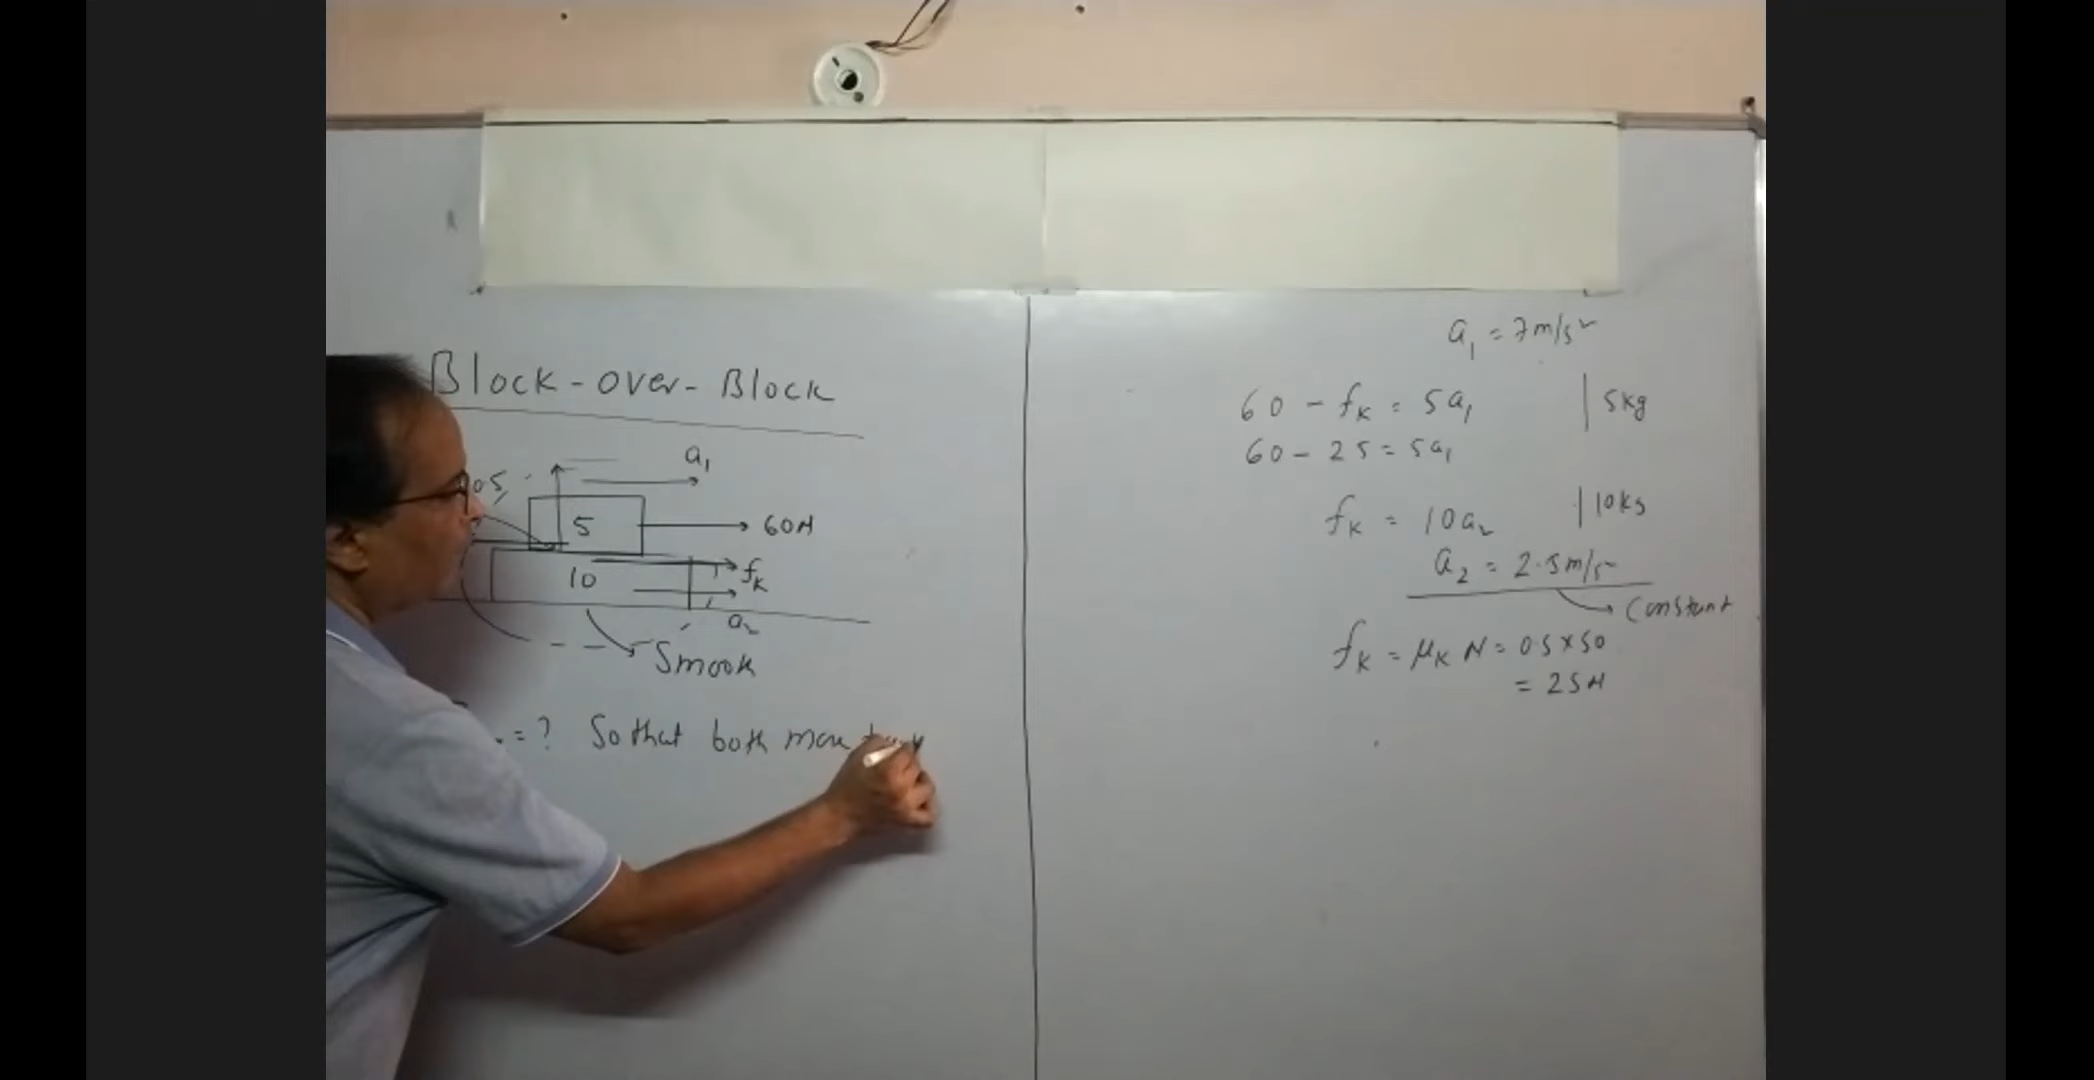 Block-over-Block
a1
05,
5
60N
10
fK
a2
Smooth
= ? So that both move
a1 = 7m/s²
60 - fK = 5a1 | 5kg
60 - 25 = 5a1
fK = 10a2 | 10kg
a2 = 2.5m/s²
Constant
fK = μK N = 0.5 x 50
= 25N